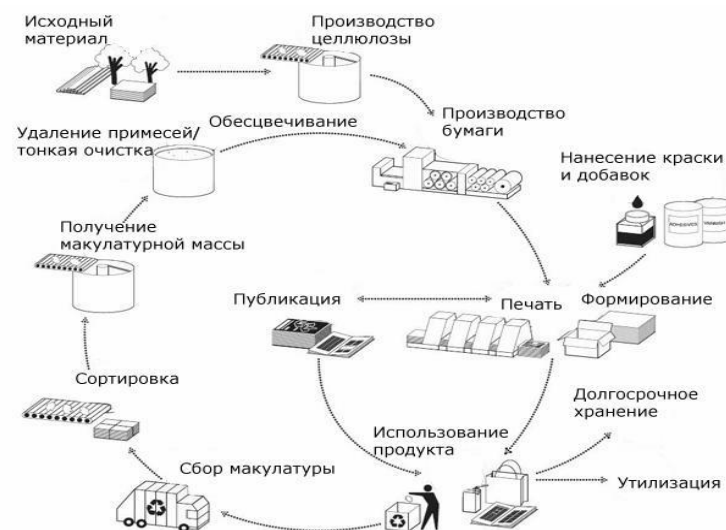 Исходный
материал
Производство
целлюлозы
Удаление примесей/
тонкая очистка
Обесцвечивание
Производство
бумаги
Нанесение краски
и добавок
ADHESIVES
Получение
макулатурной массы
Публикация
Печать
Формирование
Сортировка
Использование
продукта
Долгосрочное
хранение
Утилизация
Сбор макулатуры